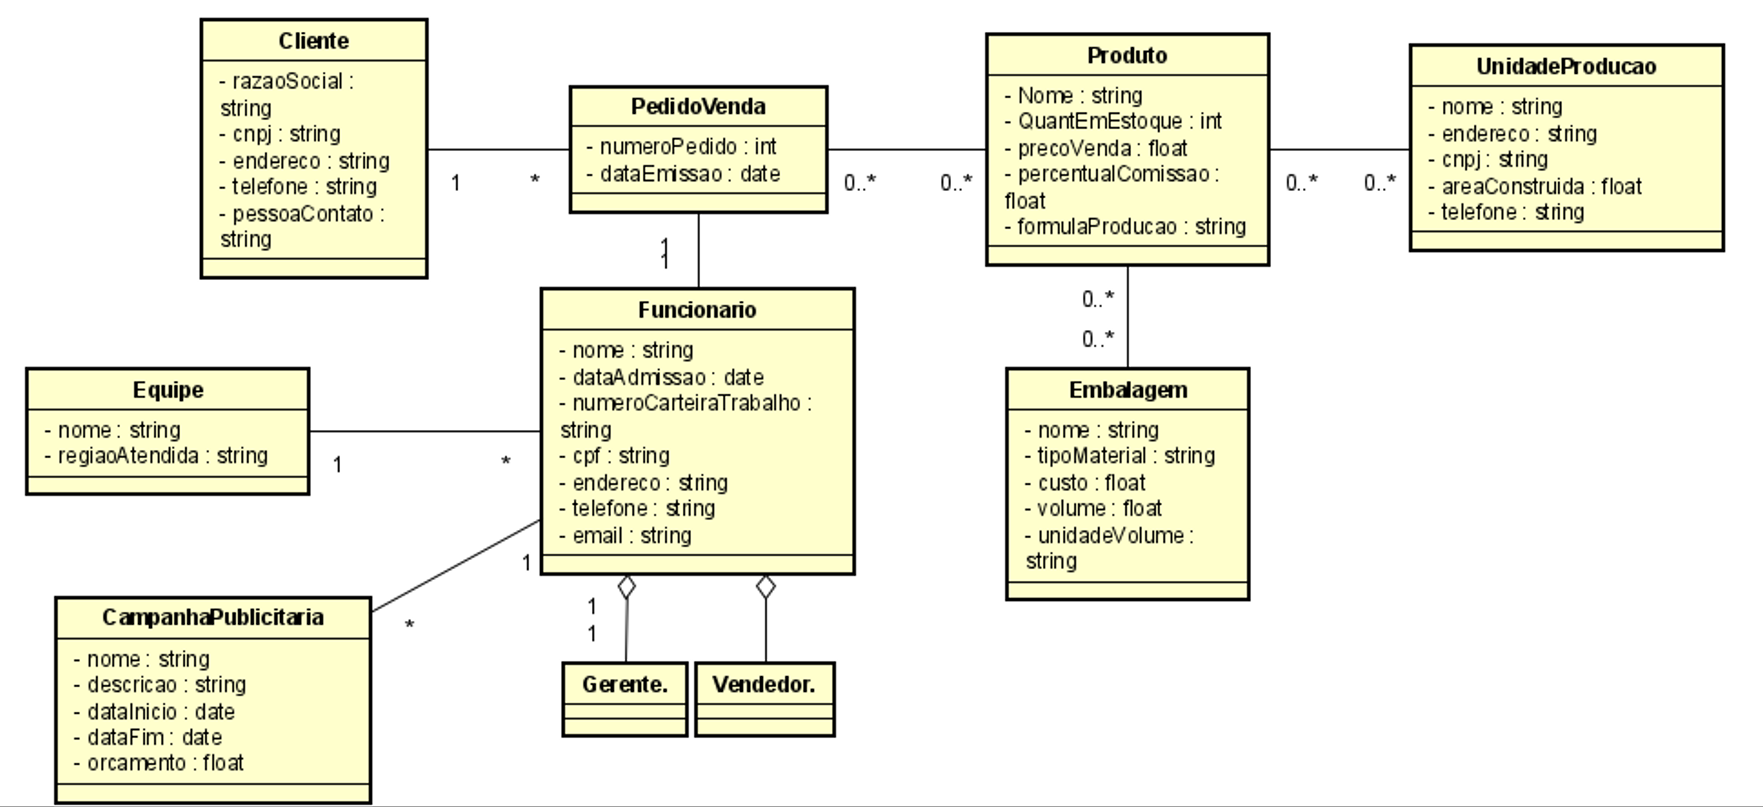 Cliente
- razaoSocial :
string
- cnpj : string
- endereco : string
- telefone : string
- pessoaContato :
string
1
*
PedidoVenda
- numeroPedido : int
- dataEmissao : date
0..*
0..*
Produto
- Nome : string
- QuantEmEstoque : int
- precoVenda : float
- percentualComissao :
float
- formulaProducao : string
0..*
0..*
UnidadeProducao
- nome : string
- endereco : string
- cnpj : string
- areaConstruida : float
- telefone : string
1
1
Funcionario
- nome : string
- dataAdmissao : date
- numeroCarteiraTrabalho :
string
- cpf : string
- endereco : string
- telefone : string
- email : string
0..*
0..*
Embalagem
- nome : string
- tipoMaterial : string
- custo : float
- volume : float
- unidadeVolume :
string
Equipe
- nome : string
- regiaoAtendida : string
1
*
1
*
CampanhaPublicitaria
- nome : string
- descricao : string
- dataInicio : date
- dataFim : date
- orcamento : float
1
1
Gerente.
Vendedor.